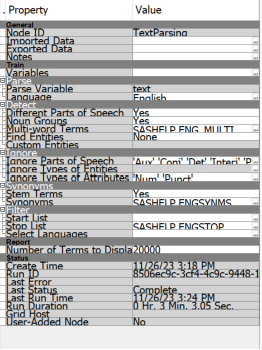 . Property Value
General
Node ID TextParsing
Imported Data
Exported Data
Notes
Train
Variables
Parse
Parse Variable text
Language English
Detect
Different Parts of Speech Yes
Noun Groups Yes
Multi-word Terms SASHELP.ENG_MULTI
Find Entities None
Custom Entities
Ignore
Ignore Parts of Speech 'Aux' 'Conj' 'Det' 'Interj' 'P
Ignore Types of Entities
Ignore Types of Attributes 'Num' 'Punct'
Synonyms
Stem Terms Yes
Synonyms SASHELP.ENGSYNMS
Filter
Start List
Stop List SASHELP.ENGSTOP
Select Languages
Report
Number of Terms to Displa 20000
Status
Create Time 11/26/23 3:18 PM
Run ID 8506ec9c-3cf4-4c9c-9448-1
Last Error
Last Status Complete
Last Run Time 11/26/23 3:24 PM
Run Duration 0 Hr. 3 Min. 3.05 Sec.
Grid Host
User-Added Node No